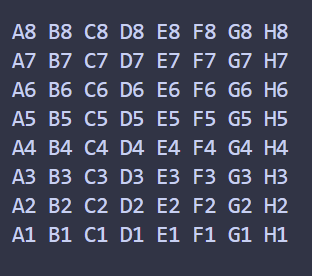 A8 B8 C8 D8 E8 F8 G8 H8
A7 B7 C7 D7 E7 F7 G7 H7
A6 B6 C6 D6 E6 F6 G6 H6
A5 B5 C5 D5 E5 F5 G5 H5
A4 B4 C4 D4 E4 F4 G4 H4
A3 B3 C3 D3 E3 F3 G3 H3
A2 B2 C2 D2 E2 F2 G2 H2
A1 B1 C1 D1 E1 F1 G1 H1